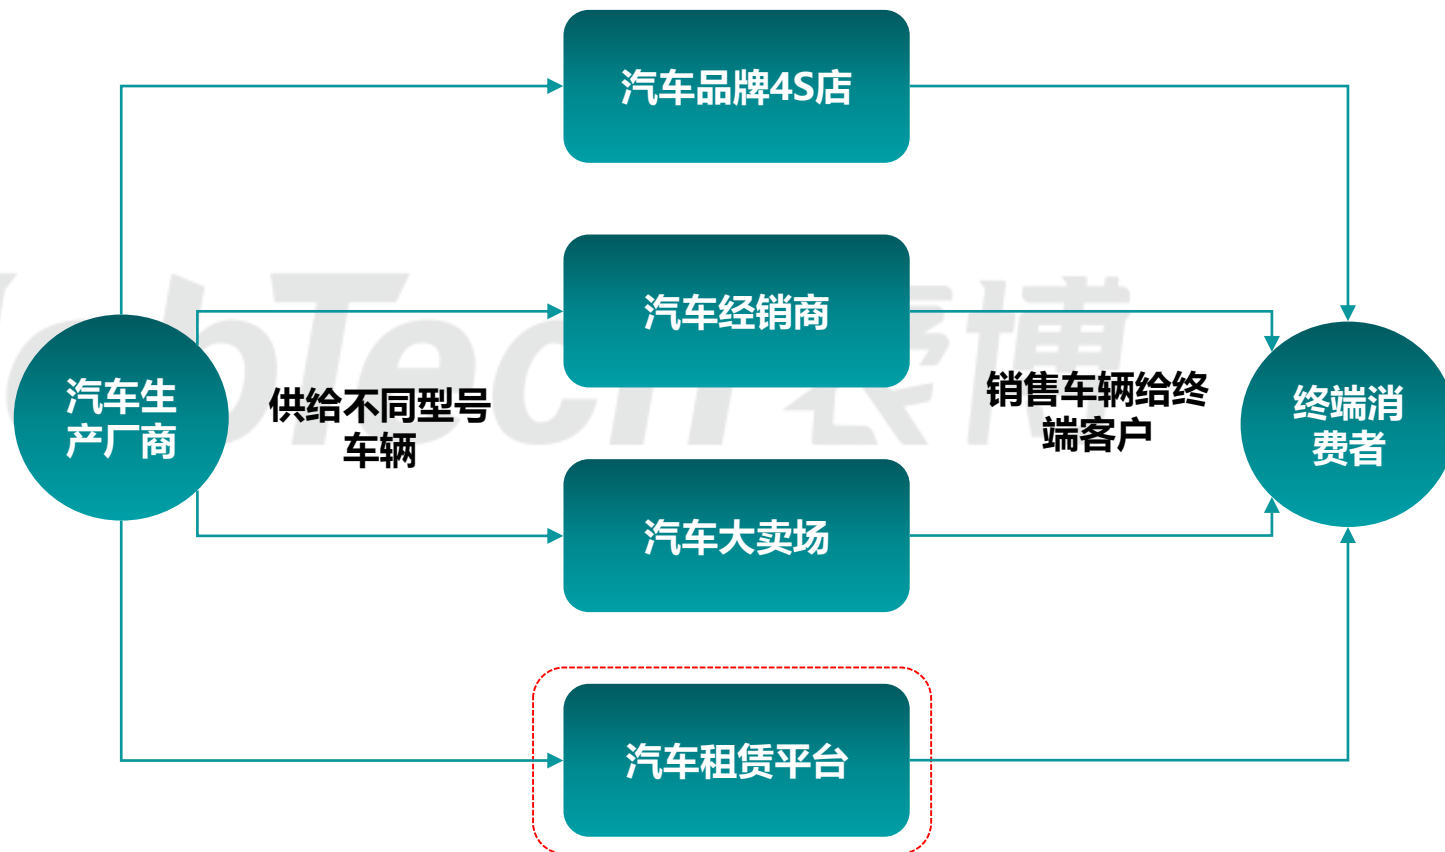 汽车品牌4S店
汽车经销商
汽车生
产厂商
供给不同型号
车辆
销售车辆给终
端客户
终端消
费者
汽车大卖场
汽车租赁平台